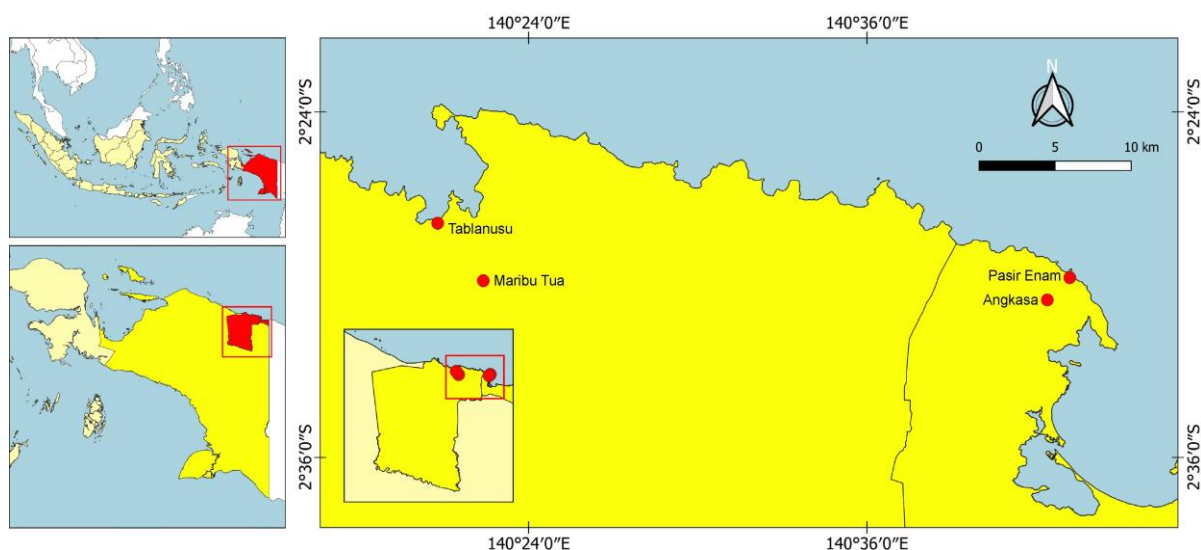 140°24′0″E
140°36′0″E
2°24′0″S
2°24′0″S
N
0
5
10 km
Tablanusu
Maribu Tua
Pasir Enam
Angkasa
2°36′0″S
2°36′0″S
140°24′0″E
140°36′0″E